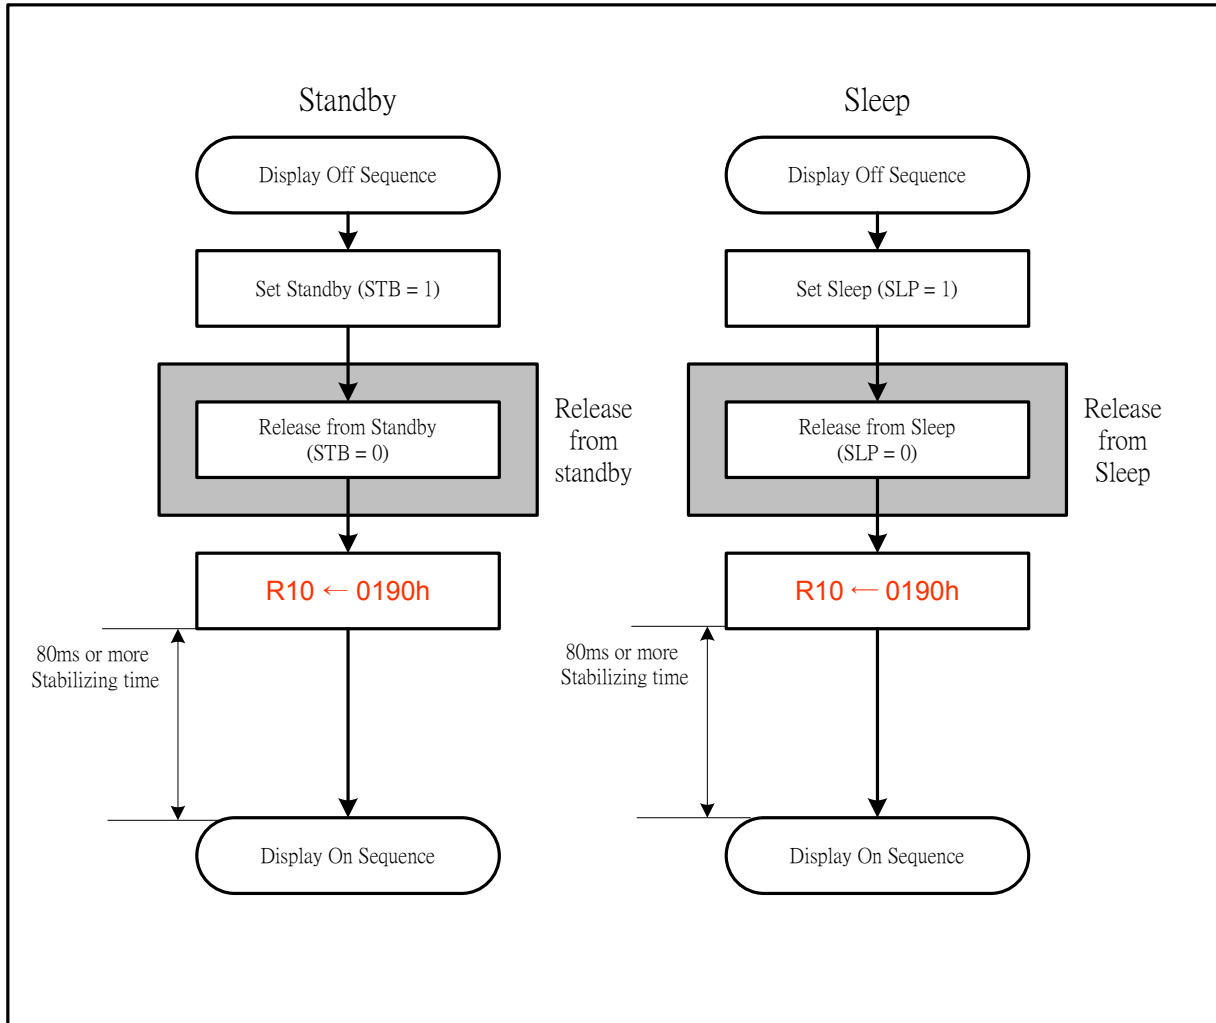 Standby
Display Off Sequence
Set Standby (STB = 1)
Release from Standby
(STB = 0)
Release
from
standby
R10 ← 0190h
80ms or more
Stabilizing time
Display On Sequence
Sleep
Display Off Sequence
Set Sleep (SLP = 1)
Release from Sleep
(SLP = 0)
Release
from
Sleep
R10 ← 0190h
80ms or more
Stabilizing time
Display On Sequence